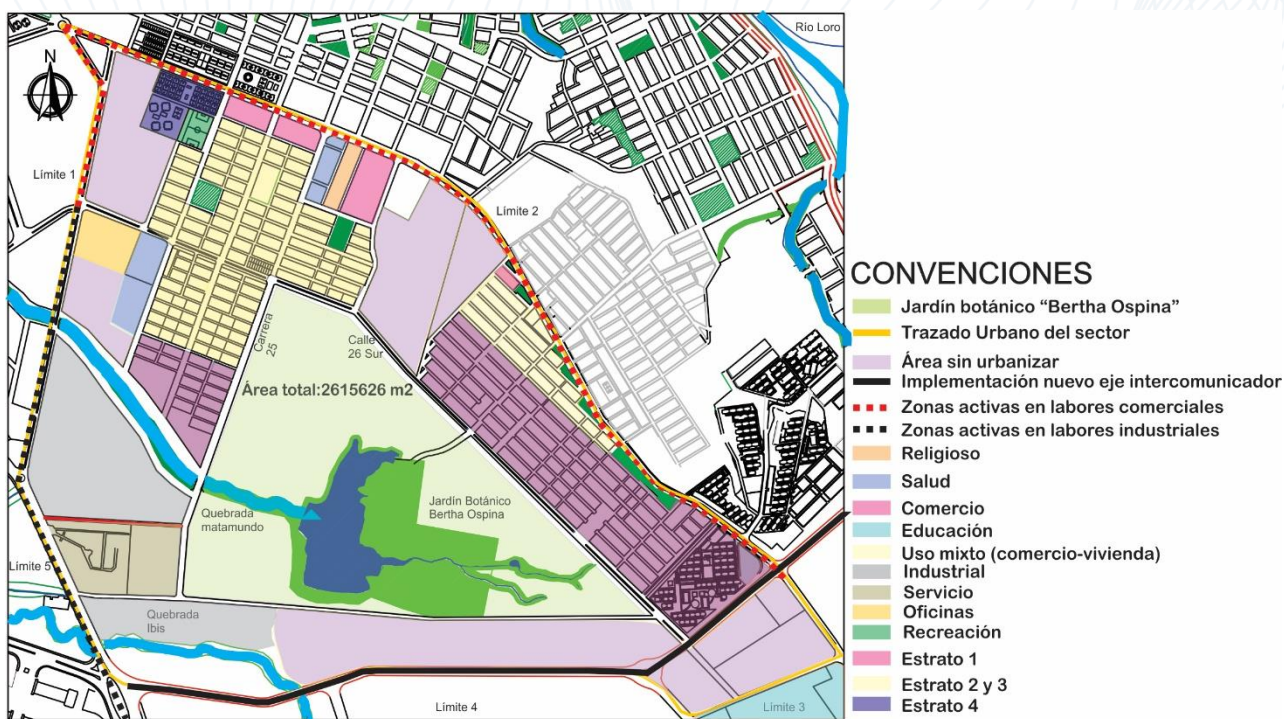 Río Loro
Límite 1
Límite 2
Carrera
25
Calle
26 Sur
Área total:2615626 m2
Jardín Botánico
Bertha Ospina
Quebrada
matamundo
Límite 5
Quebrada
Ibis
Límite 4
Límite 3
CONVENCIONES
Jardín botánico “Bertha Ospina”
Trazado Urbano del sector
Área sin urbanizar
Implementación nuevo eje intercomunicador
Zonas activas en labores comerciales
Zonas activas en labores industriales
Religioso
Salud
Comercio
Educación
Uso mixto (comercio-vivienda)
Industrial
Servicio
Oficinas
Recreación
Estrato 1
Estrato 2 y 3
Estrato 4